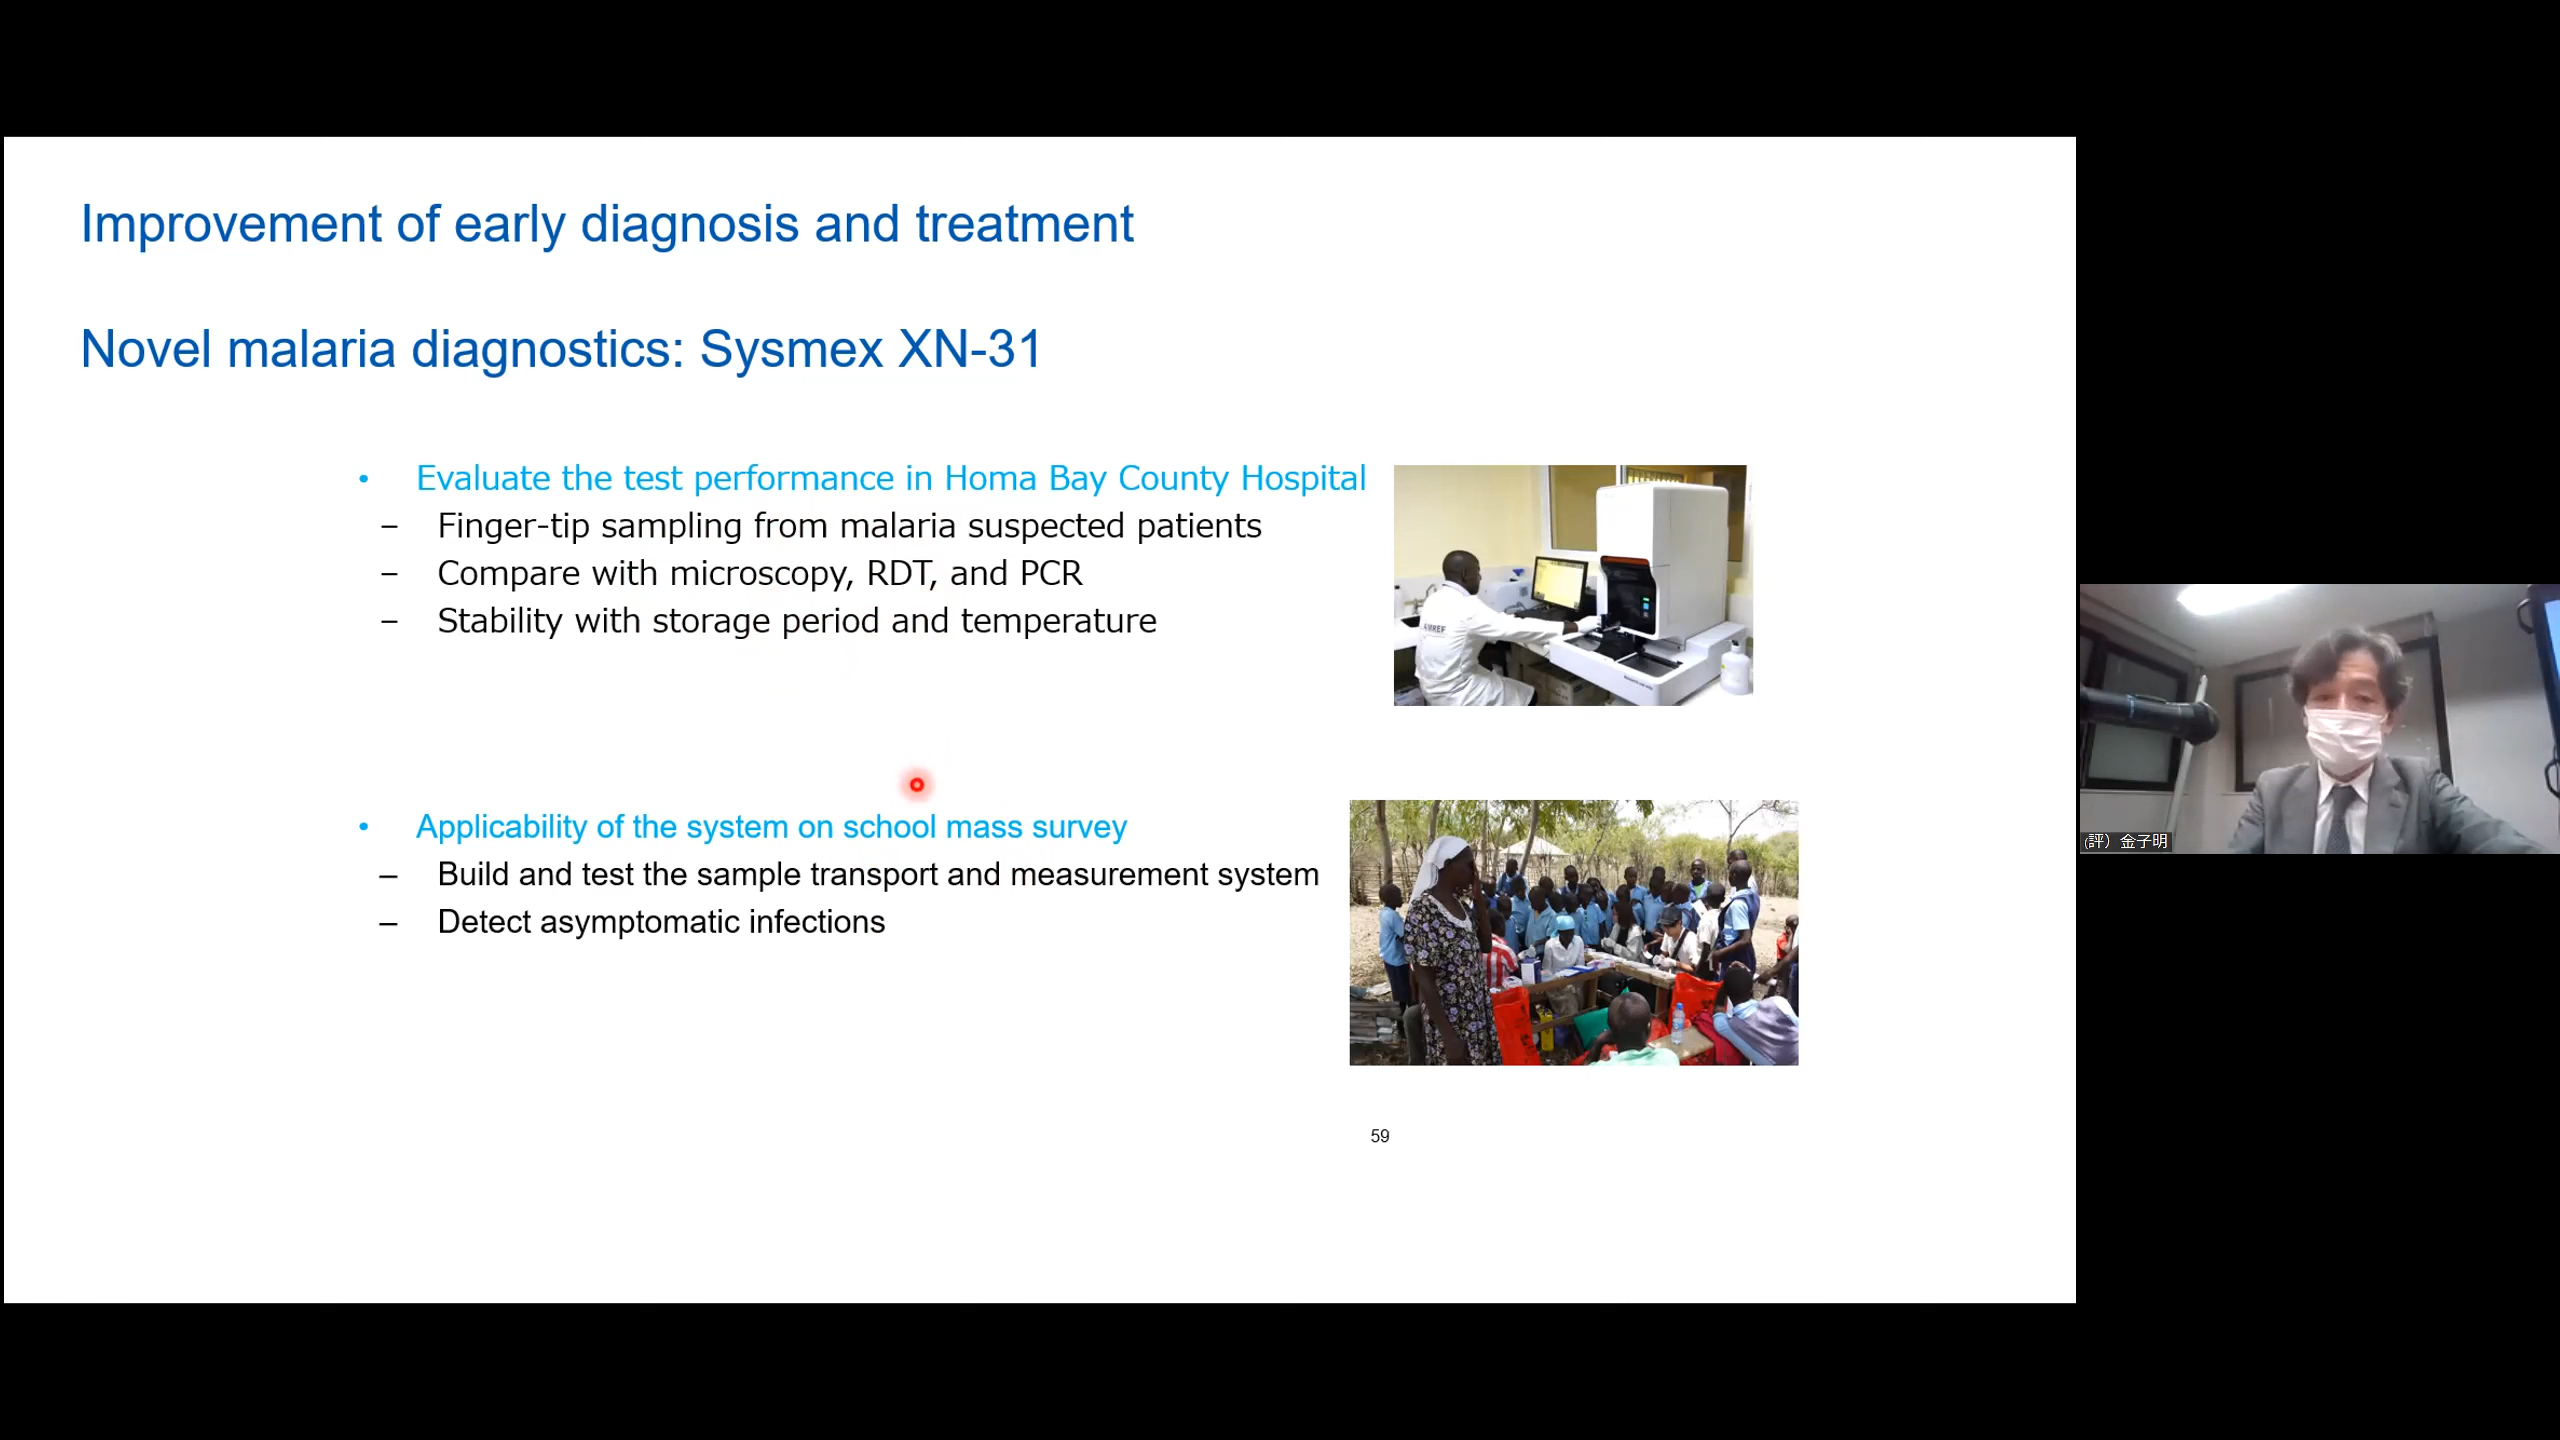 Improvement of early diagnosis and treatment
Novel malaria diagnostics: Sysmex XN-31
• Evaluate the test performance in Homa Bay County Hospital
– Finger-tip sampling from malaria suspected patients
– Compare with microscopy, RDT, and PCR
– Stability with storage period and temperature
AMREF
• Applicability of the system on school mass survey
– Build and test the sample transport and measurement system
– Detect asymptomatic infections
59
(評）金子明